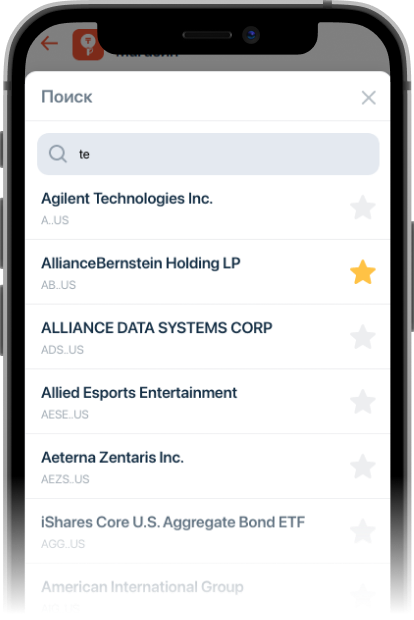 Поиск
te
Agilent Technologies Inc.
A..US
AllianceBernstein Holding LP
AB..US
ALLIANCE DATA SYSTEMS CORP
ADS..US
Allied Esports Entertainment
AESE..US
Aeterna Zentaris Inc.
AEZS..US
iShares Core U.S. Aggregate Bond ETF
AGG..US
American International Group